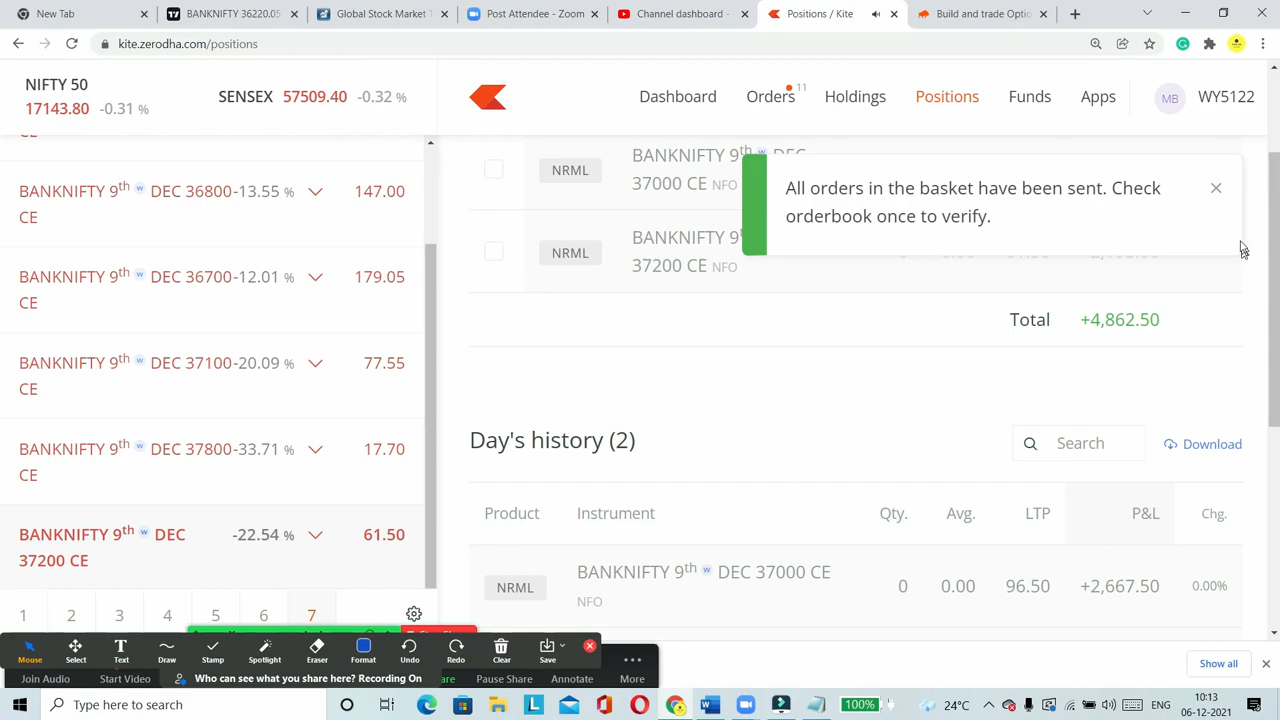 New Tab
BANKNIFTY 36220.05
Global Stock Market T
Post Attendee - Zoom
Channel dashboard -
Positions / Kite
Build and trade Optio
kite.zerodha.com/positions
NIFTY 50
17143.80 -0.31 %
SENSEX 57509.40 -0.32 %
Dashboard Orders 11 Holdings Positions Funds Apps MB WY5122
CE
BANKNIFTY 9th w DEC 36800 -13.55 % 147.00
CE
BANKNIFTY 9th w DEC 36700 -12.01 % 179.05
CE
BANKNIFTY 9th w DEC 37100 -20.09 % 77.55
CE
BANKNIFTY 9th w DEC 37800 -33.71 % 17.70
CE
BANKNIFTY 9th w DEC -22.54 % 61.50
37200 CE
1 2 3 4 5 6 7
NRML BANKNIFTY 9th w DEC
37000 CE NFO
NRML BANKNIFTY 9th
37200 CE NFO
All orders in the basket have been sent. Check
orderbook once to verify.
Total +4,862.50
Day's history (2) Search Download
Product Instrument Qty. Avg. LTP P&L Chg.
NRML BANKNIFTY 9th w DEC 37000 CE 0 0.00 96.50 +2,667.50 0.00%
NFO
Mouse Select Text Draw Stamp Spotlight Eraser Format Undo Redo Clear Save
Join Audio Start Video Who can see what you share here? Recording On Pause Share Annotate More
Show all
Type here to search 100% 24°C ENG 10:13
06-12-2021